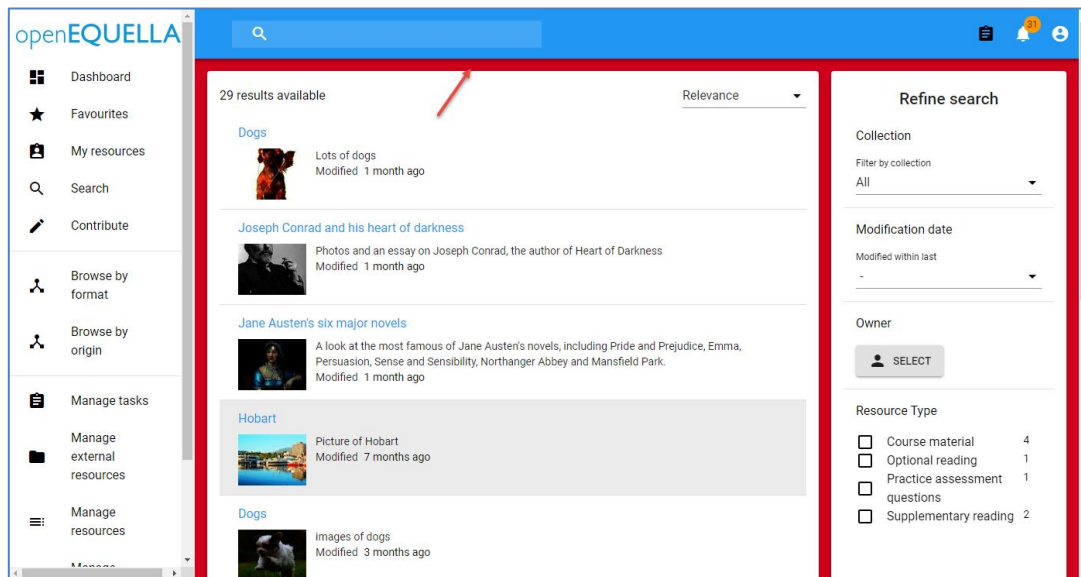 openEQUELLA
31
Dashboard
Favourites
My resources
Search
Contribute
Browse by
format
Browse by
origin
Manage tasks
Manage
external
resources
Manage
resources
29 results available
Relevance
Dogs
Lots of dogs
Modified 1 month ago
Joseph Conrad and his heart of darkness
Photos and an essay on Joseph Conrad, the author of Heart of Darkness
Modified 1 month ago
Jane Austen's six major novels
A look at the most famous of Jane Austen's novels, including Pride and Prejudice, Emma,
Persuasion, Sense and Sensibility, Northanger Abbey and Mansfield Park.
Modified 1 month ago
Hobart
Picture of Hobart
Modified 7 months ago
Dogs
images of dogs
Modified 3 months ago
Refine search
Collection
Filter by collection
All
Modification date
Modified within last
-
Owner
SELECT
Resource Type
Course material 4
Optional reading 1
Practice assessment 1
questions
Supplementary reading 2